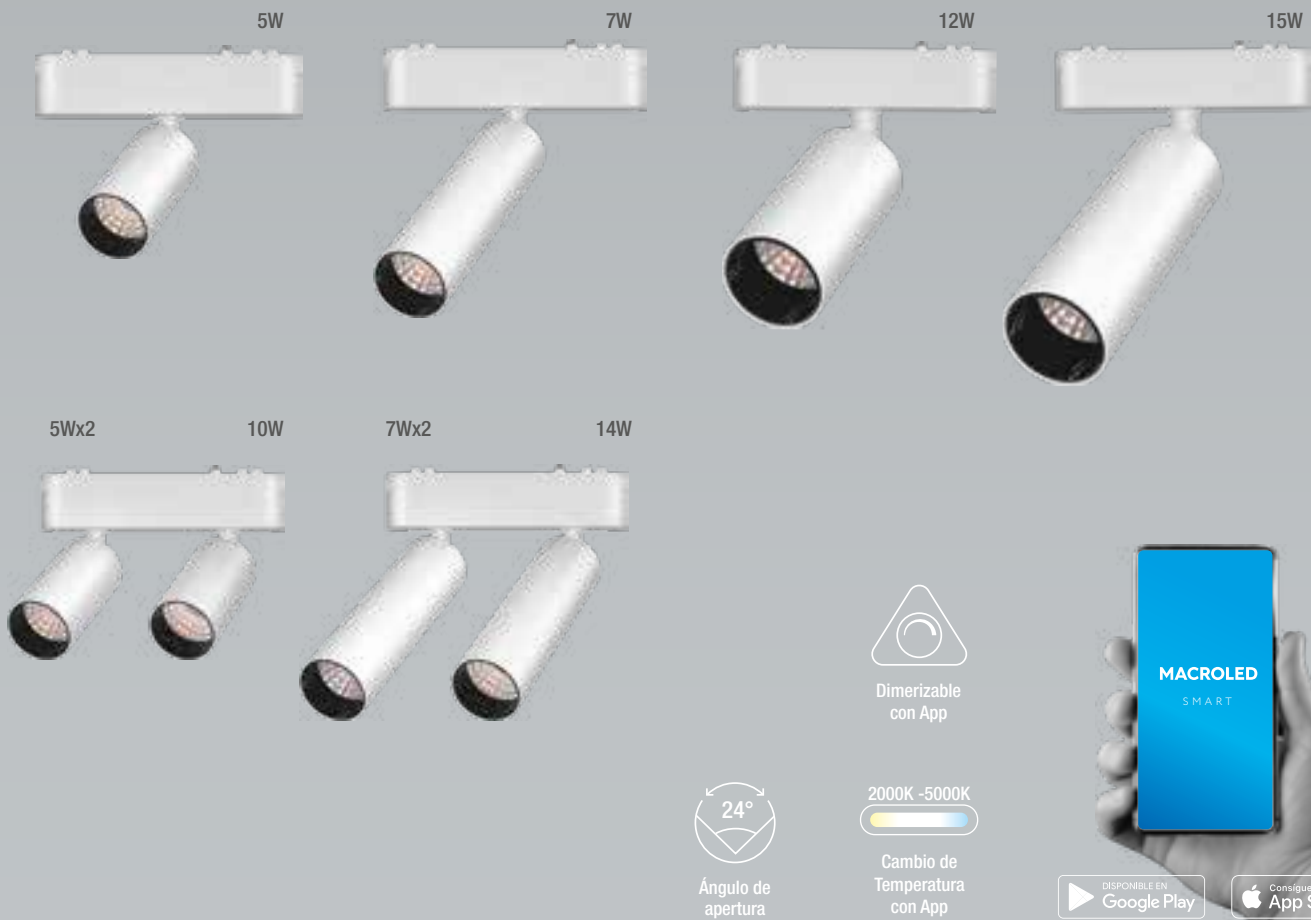 5W
7W
12W
15W
5Wx2
10W
7Wx2
14W
Dimerizable
con App
MACROLED
SMART
24°
Ángulo de
apertura
2000K -5000K
Cambio de
Temperatura
con App
DISPONIBLE EN
Google Play
Consígue
App S